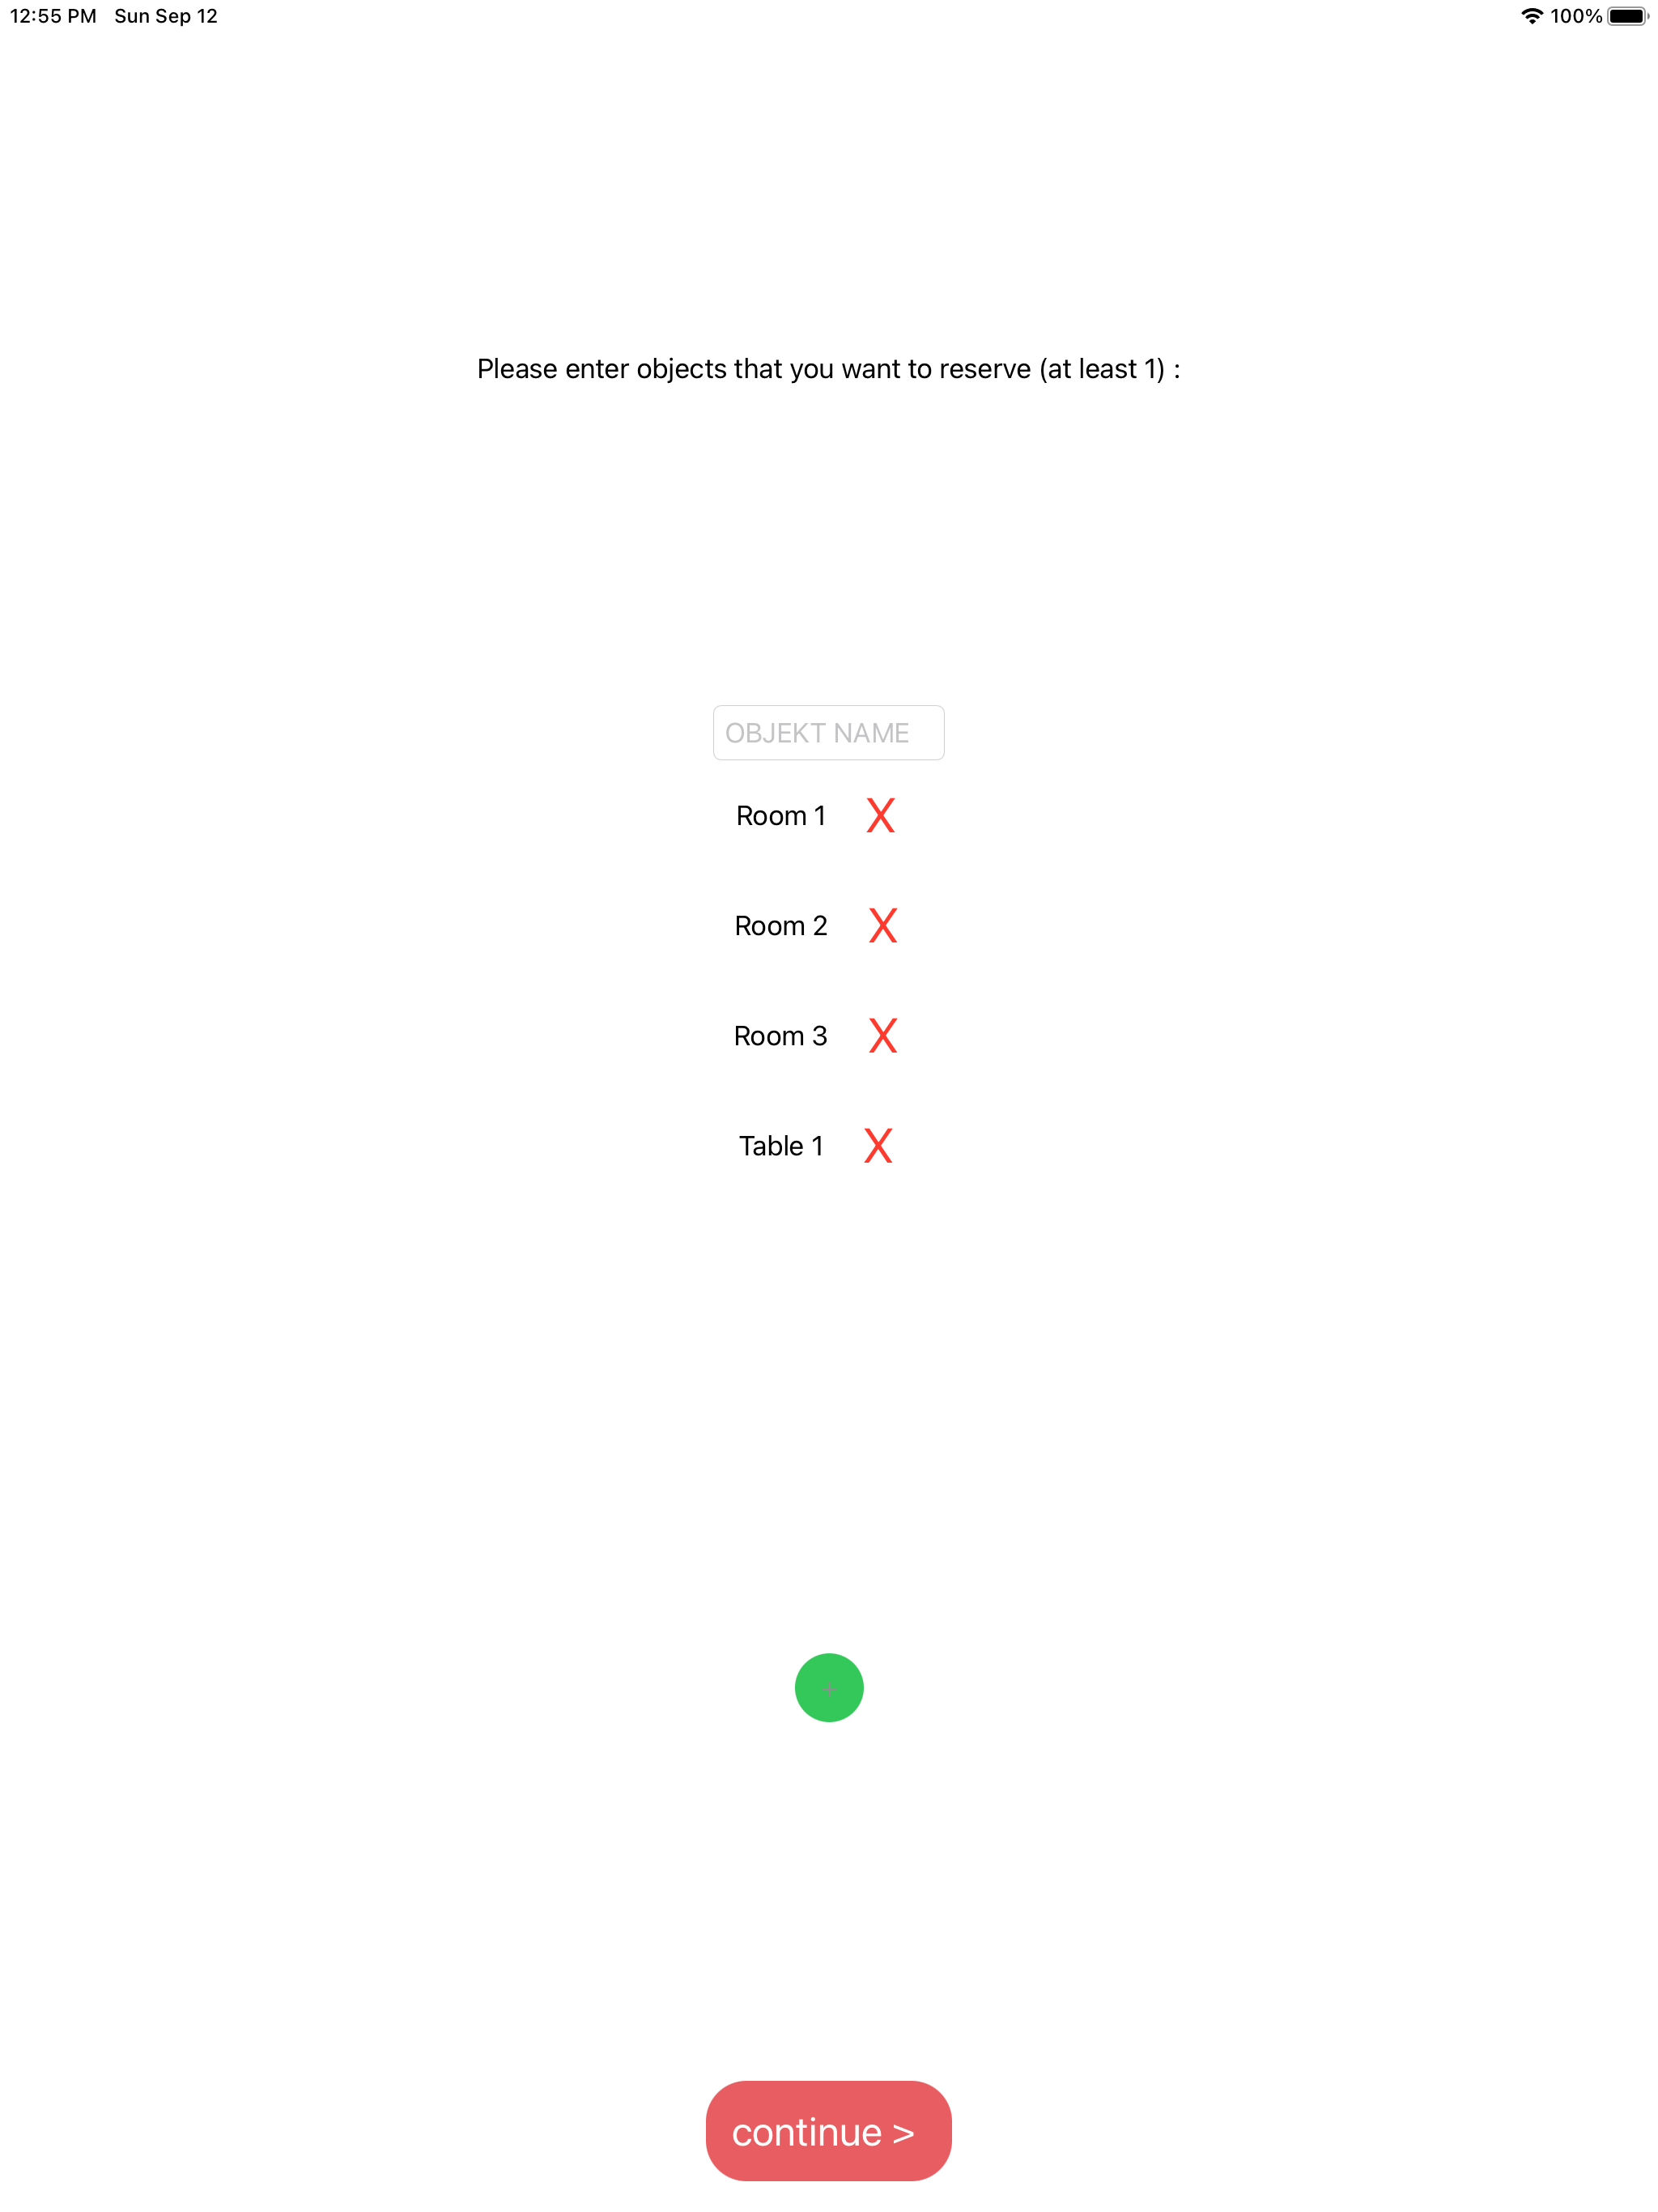 12:55 PM Sun Sep 12 100%
Please enter objects that you want to reserve (at least 1) :
OBJEKT NAME
Room 1 X
Room 2 X
Room 3 X
Table 1 X
+
continue >